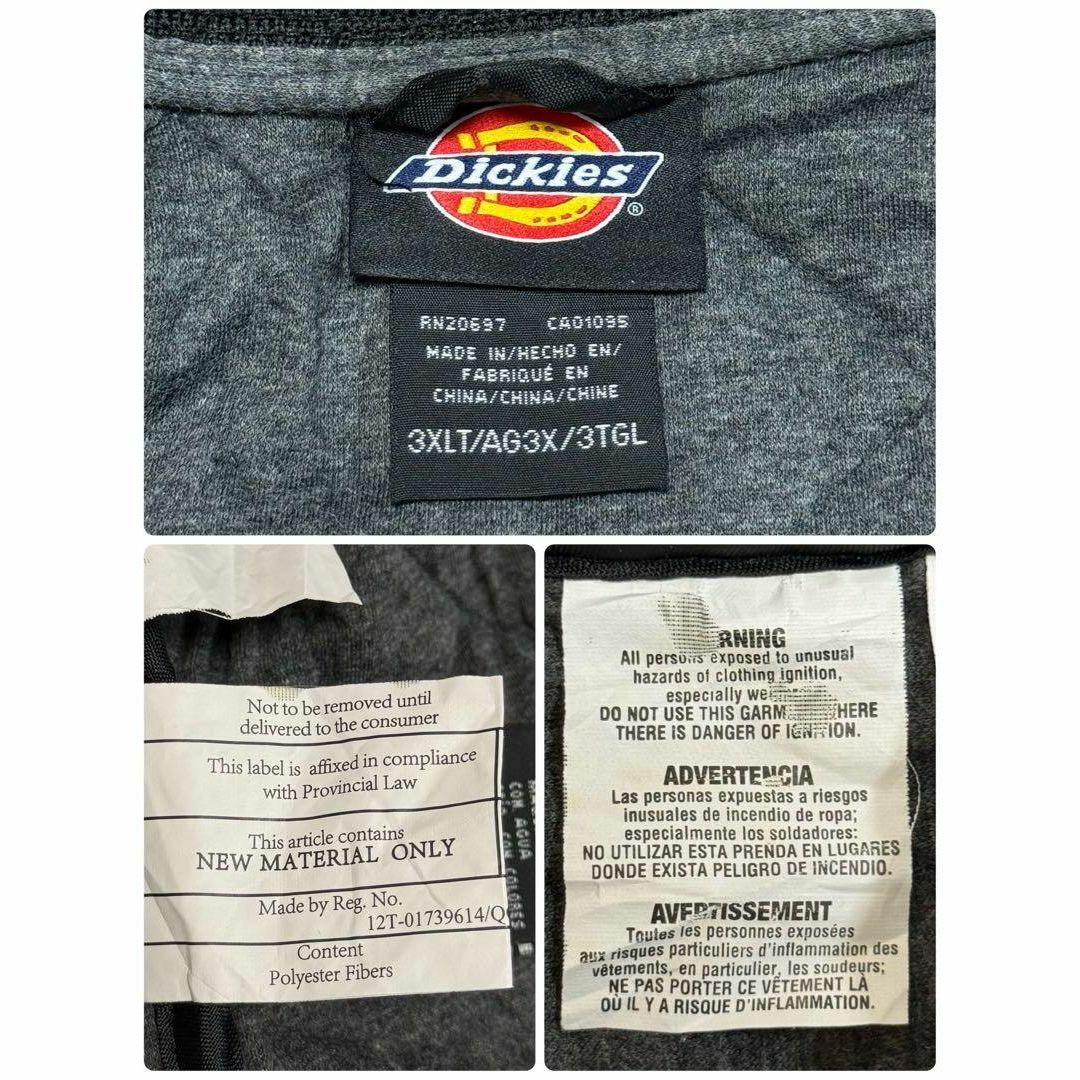 Dickies
®
RN20697 CA01095
MADE IN/HECHO EN/
FABRIQUÉ EN
CHINA/CHINA/CHINE
3XLT/AG3X/3TGL
Not to be removed until
delivered to the consumer
This label is affixed in compliance
with Provincial Law
This article contains
NEW MATERIAL ONLY
Made by Reg. No.
12T-01739614/Q
Content
Polyester Fibers
CON AGUA
CON COLORES
RNING
All persons exposed to unusual
hazards of clothing ignition,
especially we
DO NOT USE THIS GARM HERE
THERE IS DANGER OF IGNITION.
ADVERTENCIA
Las personas expuestas a riesgos
inusuales de incendio de ropa;
especialmente los soldadores:
NO UTILIZAR ESTA PRENDA EN LUGARES
DONDE EXISTA PELIGRO DE INCENDIO.
AVERTISSEMENT
Toutes les personnes exposées
aux risques particuliers d'inflammation des
vêtements, en particulier, les soudeurs;
NE PAS PORTER CE VÊTEMENT LÀ
OÙ IL Y A RISQUE D'INFLAMMATION.